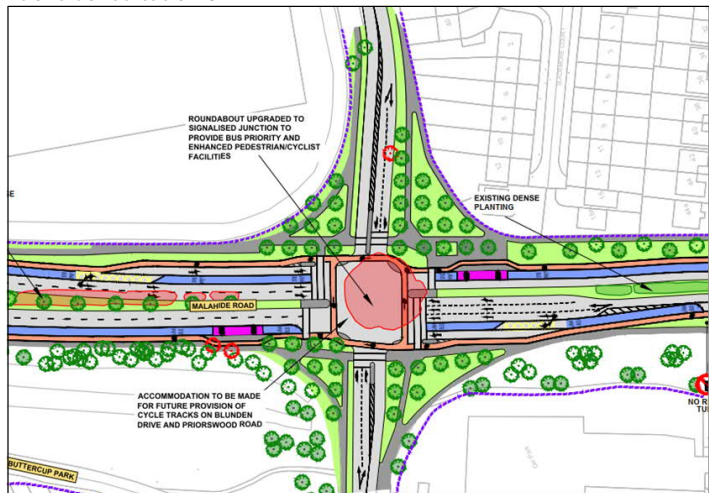 ROUNDABOUT UPGRADED TO
SIGNALISED JUNCTION TO
PROVIDE BUS PRIORITY AND
ENHANCED PEDESTRIAN/CYCLIST
FACILITIES
EXISTING DENSE
PLANTING
MALAHIDE ROAD
ACCOMMODATION TO BE MADE
FOR FUTURE PROVISION OF
CYCLE TRACKS ON BLUNDEN
DRIVE AND PRIORSWOOD ROAD
NO R
TU
BUTTERCUP PARK
Car Park